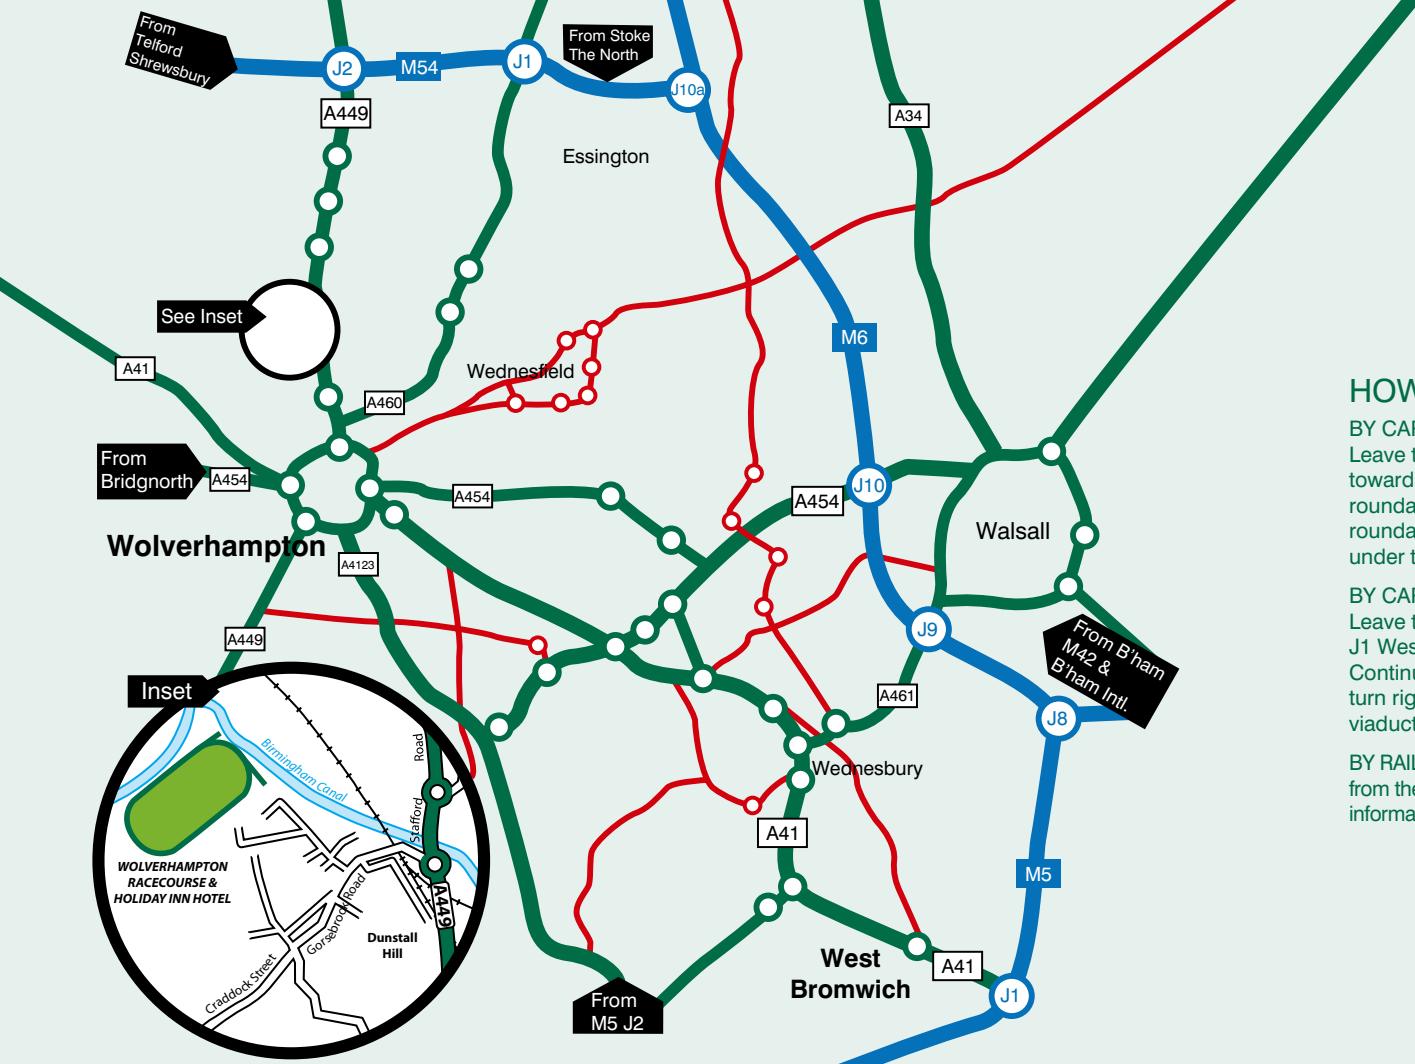 From
Telford
Shrewsbury
J2
M54
J1
From Stoke
The North
J10a
A449
A34
Essington
See Inset
M6
A41
Wednesfield
A460
From
Bridgnorth
A454
A454
A454
J10
Walsall
Wolverhampton
A4123
A449
J9
From B'ham
M42 &
B'ham Intl.
A461
J8
Inset
Wednesbury
A41
M5
West
Bromwich
A41
J1
From
M5 J2
Birmingham Canal
Stafford Road
WOLVERHAMPTON
RACECOURSE &
HOLIDAY INN HOTEL
A449
Gorsebrook Road
Dunstall
Hill
Craddock Street
HOW
BY CAR
Leave t
toward
rounda
rounda
under t
BY CAR
Leave t
J1 Wes
Continu
turn rig
viaduct
BY RAIL
from the
informa